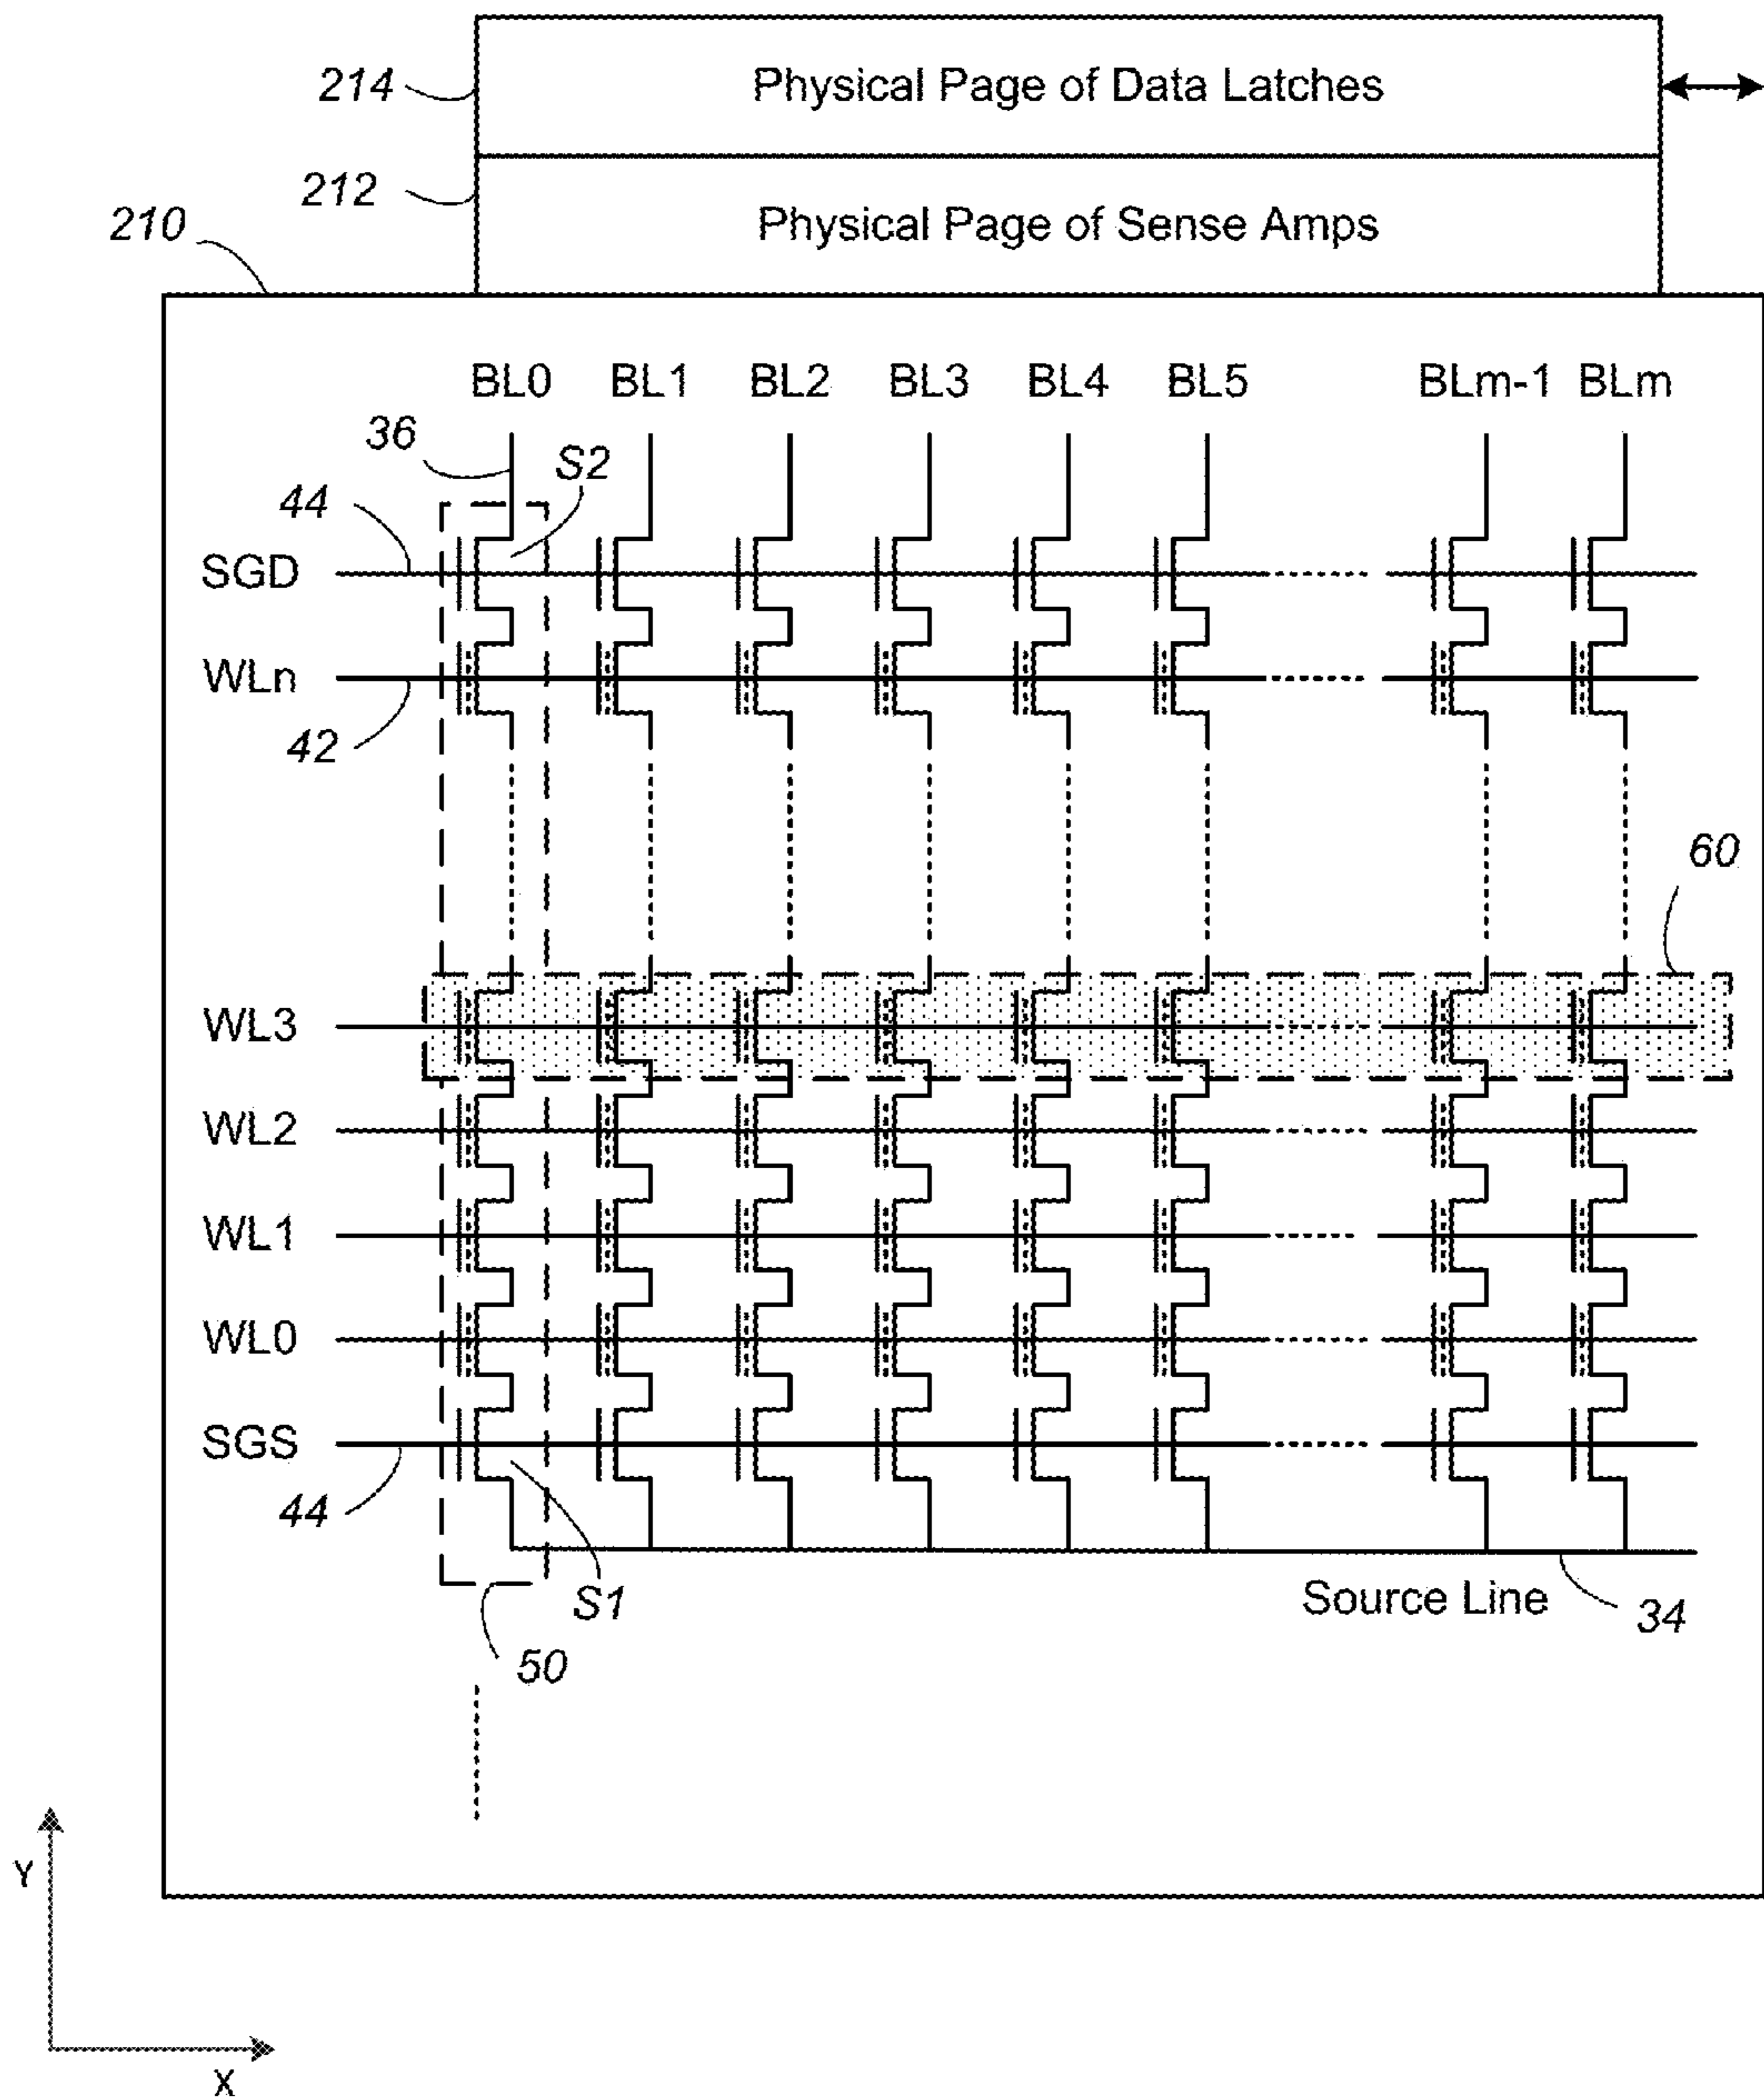 214
Physical Page of Data Latches
212
Physical Page of Sense Amps
210
BL0 BL1 BL2 BL3 BL4 BL5 BLm-1 BLm
36
S2
44
SGD
WLn
42
60
WL3
WL2
WL1
WL0
SGS
44
S1
Source Line
34
50
Y
X